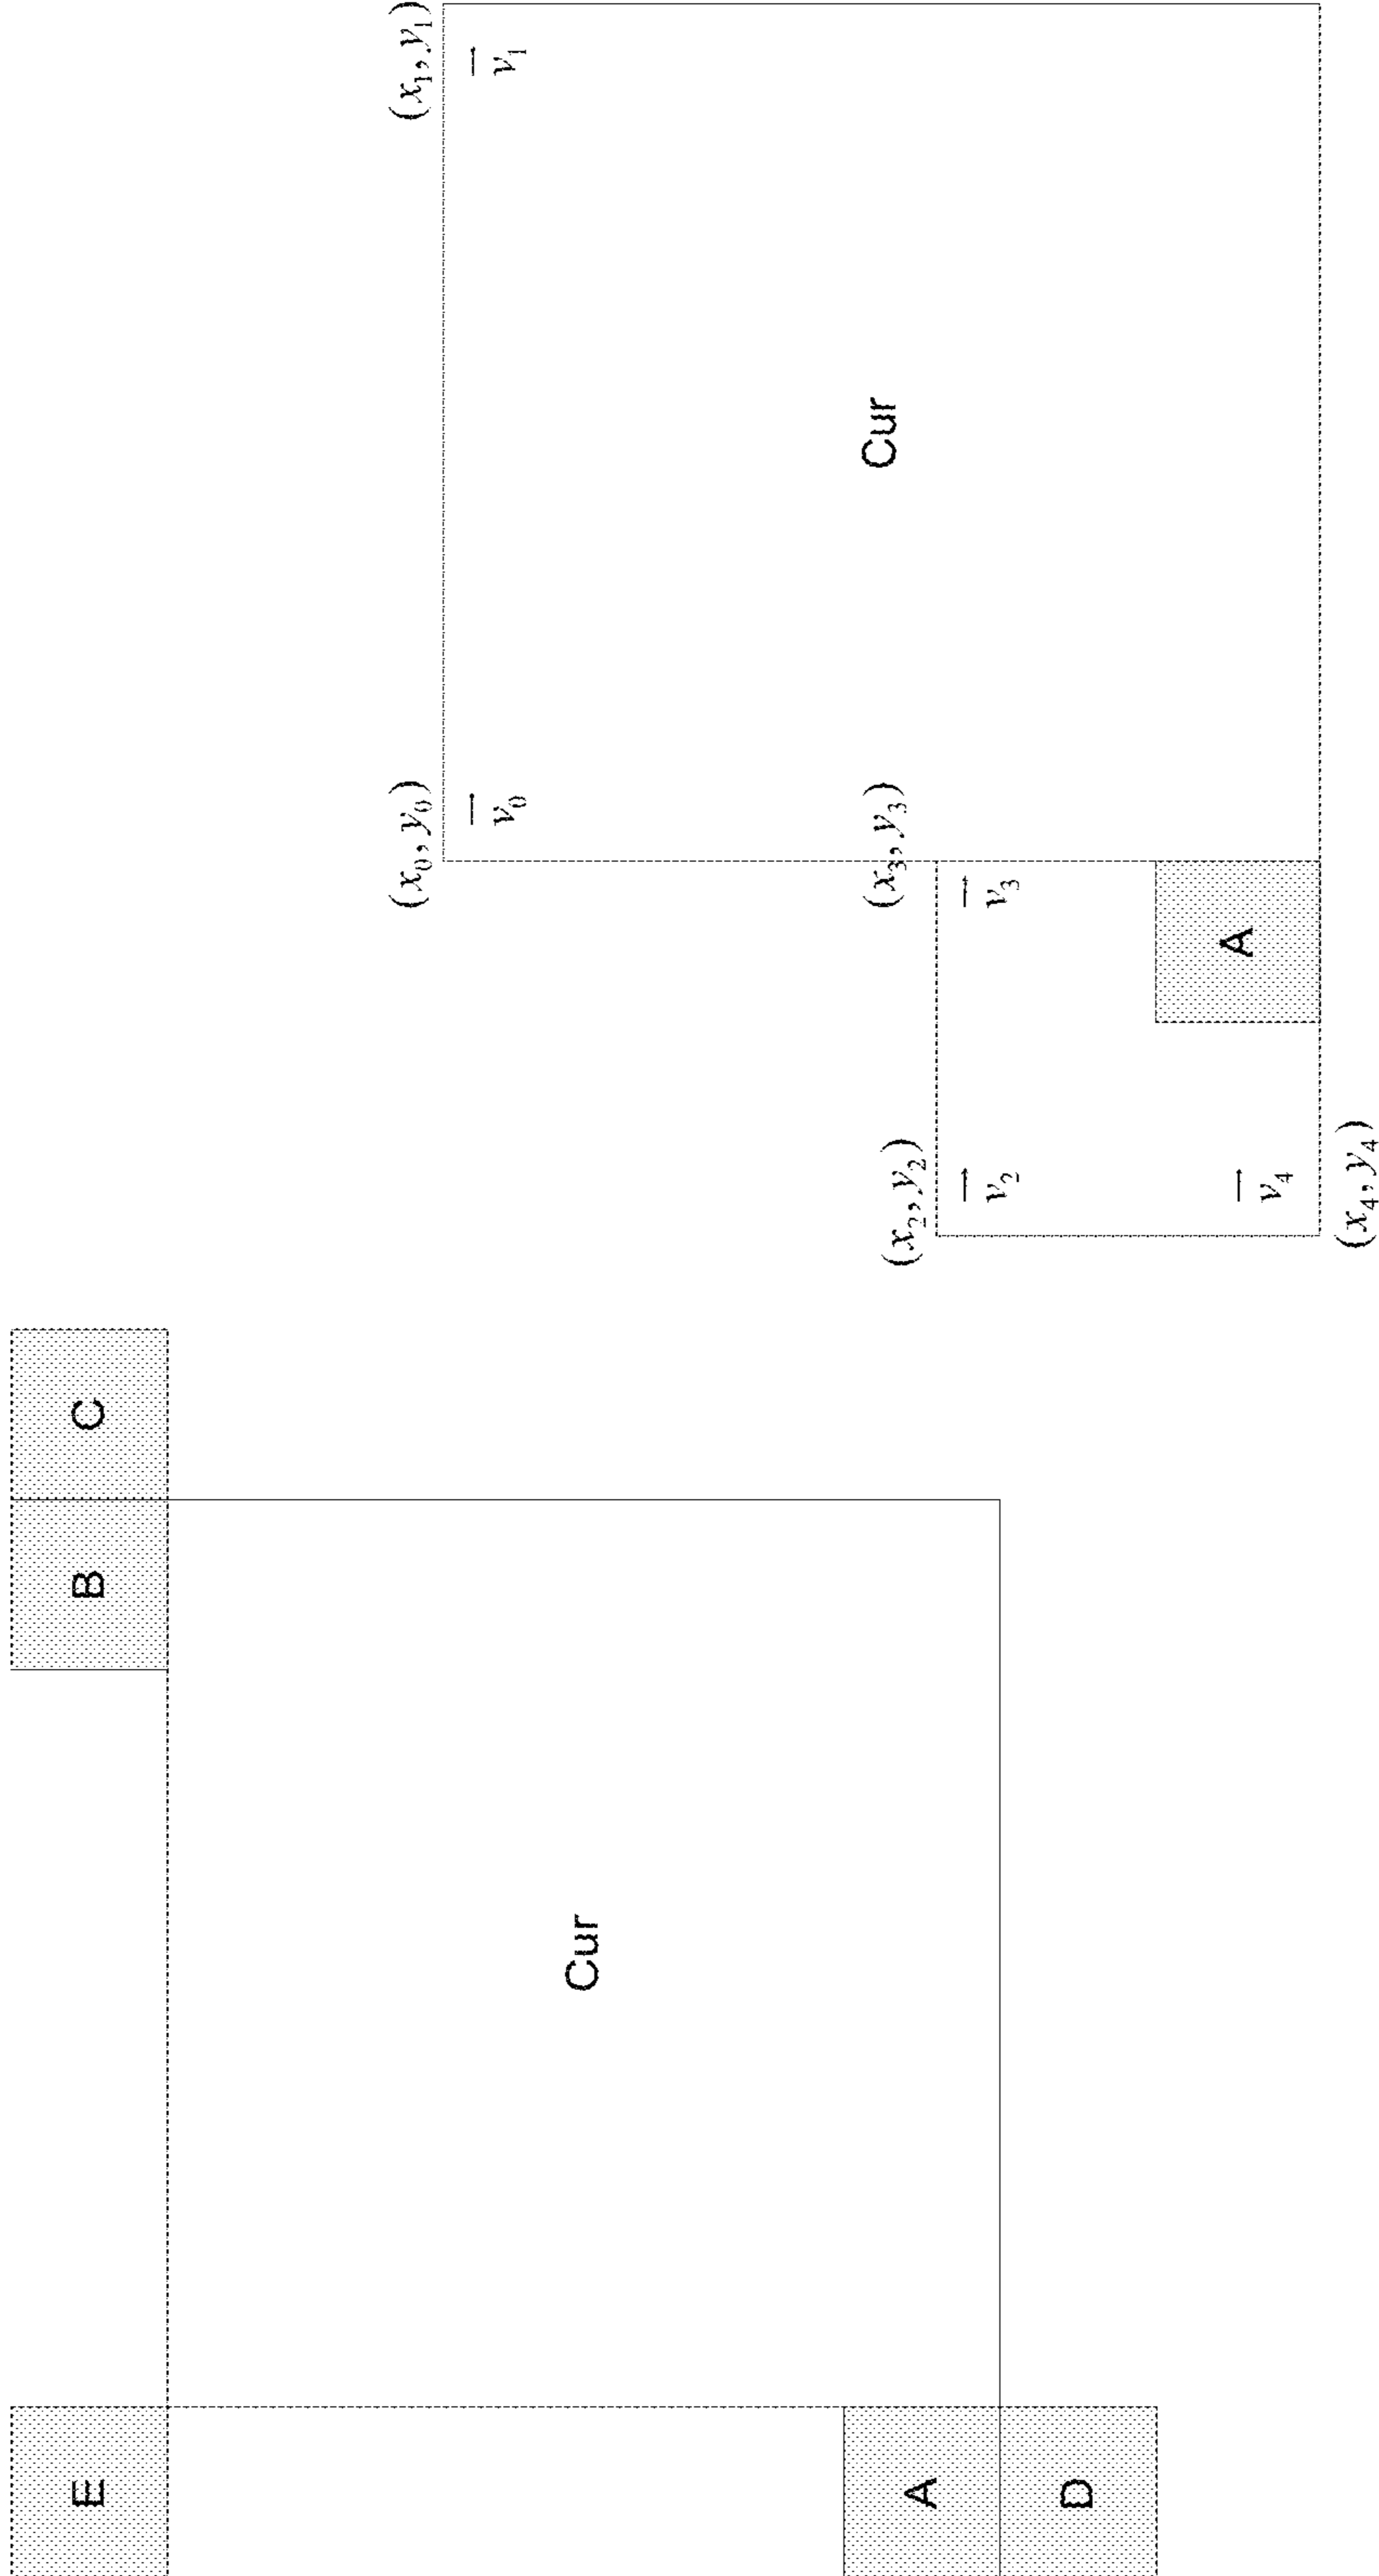 E
B
C
Cur
A
D
(x₀, y₀)
(x₁, y₁)
v₀
v₁
Cur
(x₂, y₂)
(x₃, y₃)
v₂
v₃
A
v₄
(x₄, y₄)